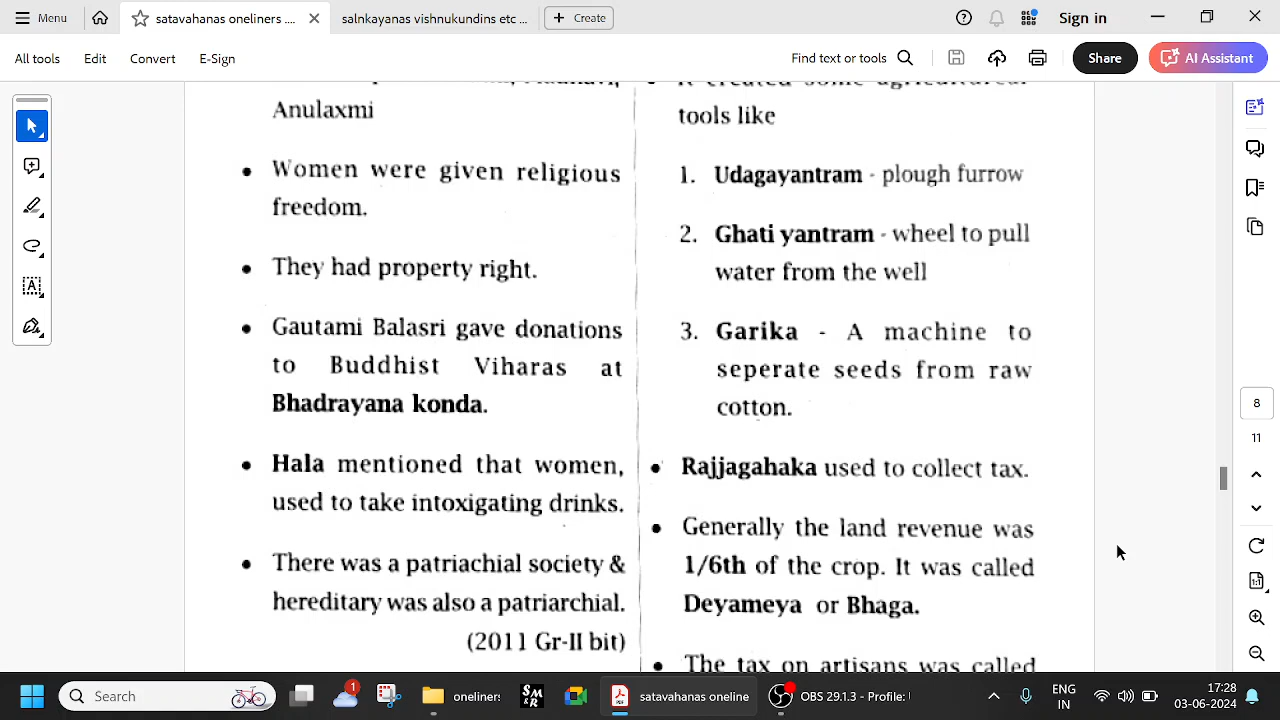 Menu
satavahanas oneliners ....
salnkayanas vishnukundins etc ...
Create
Sign in
All tools
Edit
Convert
E-Sign
Find text or tools
Share
AI Assistant
Anulaxmi
• Women were given religious
freedom.
• They had property right.
• Gautami Balasri gave donations
to Buddhist Viharas at
Bhadrayana konda.
• Hala mentioned that women,
used to take intoxigating drinks.
• There was a patriachial society &
hereditary was also a patriarchial.
(2011 Gr-II bit)
• It created some agricultural
tools like
1. Udagayantram - plough furrow
2. Ghati yantram - wheel to pull
water from the well
3. Garika - A machine to
seperate seeds from raw
cotton.
• Rajjagahaka used to collect tax.
• Generally the land revenue was
1/6th of the crop. It was called
Deyameya or Bhaga.
• The tax on artisans was called
8
11
Search
1
oneliners
satavahanas oneline
OBS 29.1.3 - Profile:
ENG
IN
17:28
03-06-2024